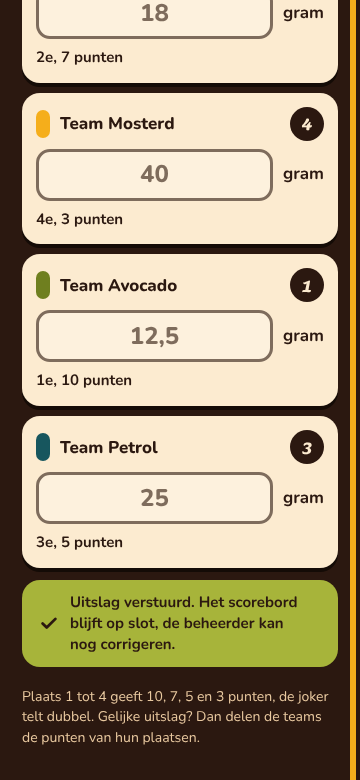 18 gram
2e, 7 punten
Team Mosterd 4
40 gram
4e, 3 punten
Team Avocado 1
12,5 gram
1e, 10 punten
Team Petrol 3
25 gram
3e, 5 punten
Uitslag verstuurd. Het scorebord
blijft op slot, de beheerder kan
nog corrigeren.
Plaats 1 tot 4 geeft 10, 7, 5 en 3 punten, de joker
telt dubbel. Gelijke uitslag? Dan delen de teams
de punten van hun plaatsen.